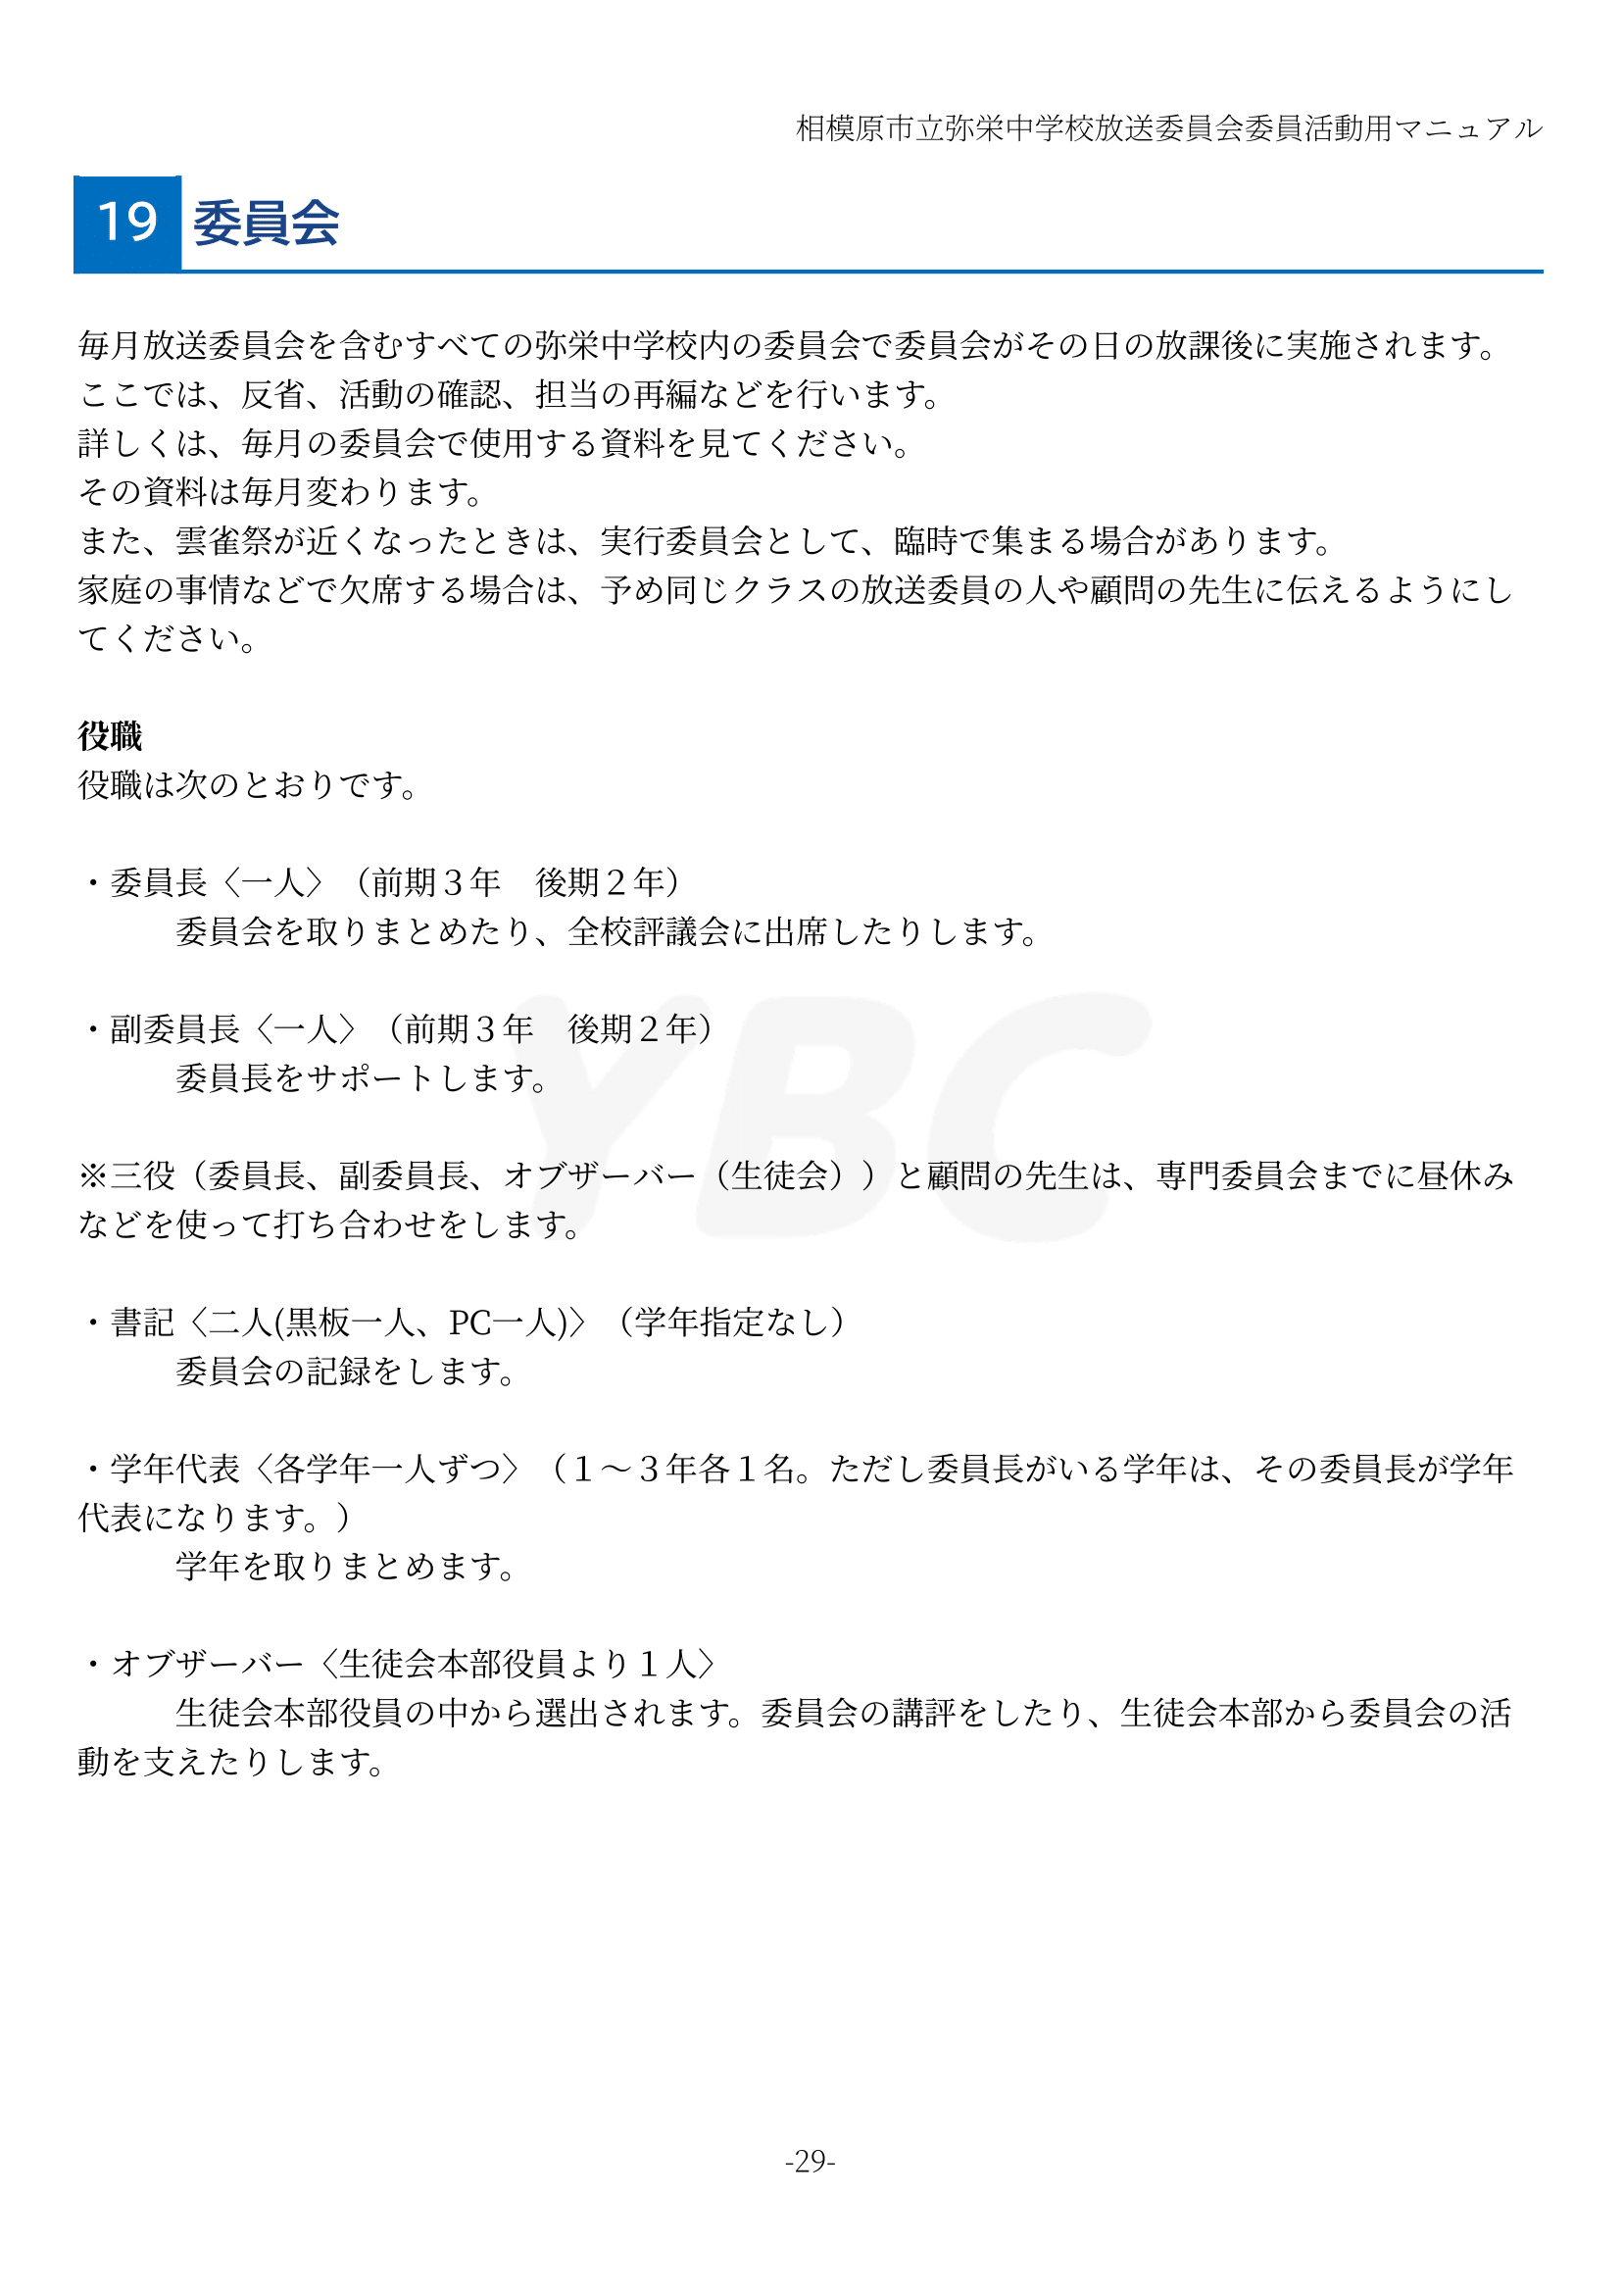 相模原市立弥栄中学校放送委員会委員活動用マニュアル
19 委員会
毎月放送委員会を含むすべての弥栄中学校内の委員会で委員会がその日の放課後に実施されます。
ここでは、反省、活動の確認、担当の再編などを行います。
詳しくは、毎月の委員会で使用する資料を見てください。
その資料は毎月変わります。
また、雲雀祭が近くなったときは、実行委員会として、臨時で集まる場合があります。
家庭の事情などで欠席する場合は、予め同じクラスの放送委員の人や顧問の先生に伝えるようにし
てください。
役職
役職は次のとおりです。
・委員長〈一人〉（前期３年　後期２年）
委員会を取りまとめたり、全校評議会に出席したりします。
・副委員長〈一人〉（前期３年　後期２年）
委員長をサポートします。
YBC
※三役（委員長、副委員長、オブザーバー（生徒会））と顧問の先生は、専門委員会までに昼休み
などを使って打ち合わせをします。
・書記〈二人(黒板一人、PC一人)〉（学年指定なし）
委員会の記録をします。
・学年代表〈各学年一人ずつ〉（１～３年各１名。ただし委員長がいる学年は、その委員長が学年
代表になります。）
学年を取りまとめます。
・オブザーバー〈生徒会本部役員より１人〉
生徒会本部役員の中から選出されます。委員会の講評をしたり、生徒会本部から委員会の活
動を支えたりします。
-29-